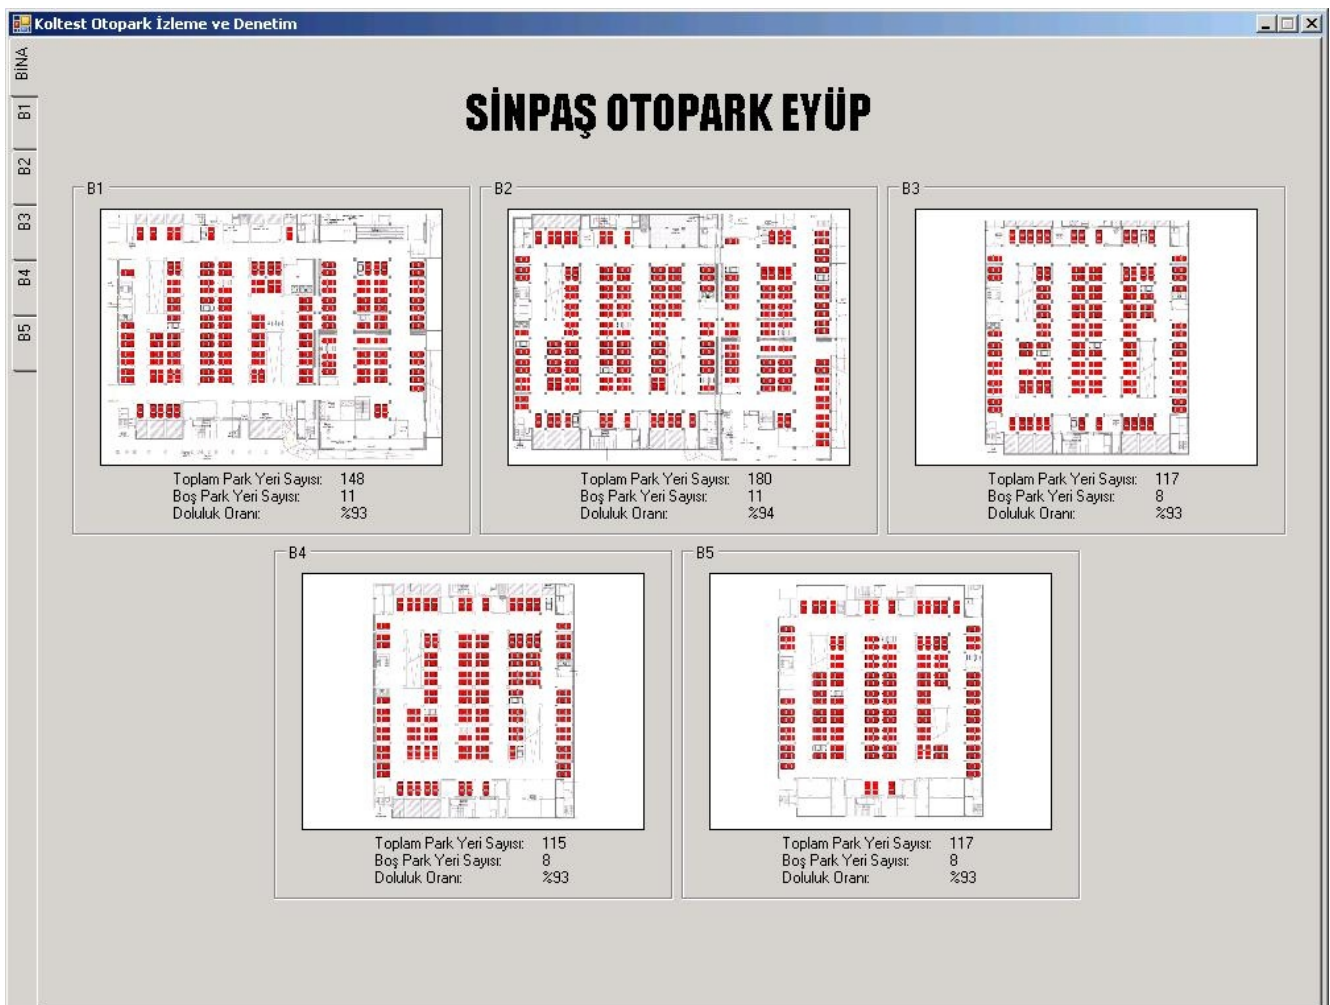 Koltest Otopark İzleme ve Denetim
BİNA
B1
B2
B3
B4
B5
SİNPAŞ OTOPARK EYÜP
B1
Toplam Park Yeri Sayısı: 148
Boş Park Yeri Sayısı: 11
Doluluk Oranı: %93
B2
Toplam Park Yeri Sayısı: 180
Boş Park Yeri Sayısı: 11
Doluluk Oranı: %94
B3
Toplam Park Yeri Sayısı: 117
Boş Park Yeri Sayısı: 8
Doluluk Oranı: %93
B4
Toplam Park Yeri Sayısı: 115
Boş Park Yeri Sayısı: 8
Doluluk Oranı: %93
B5
Toplam Park Yeri Sayısı: 117
Boş Park Yeri Sayısı: 8
Doluluk Oranı: %93